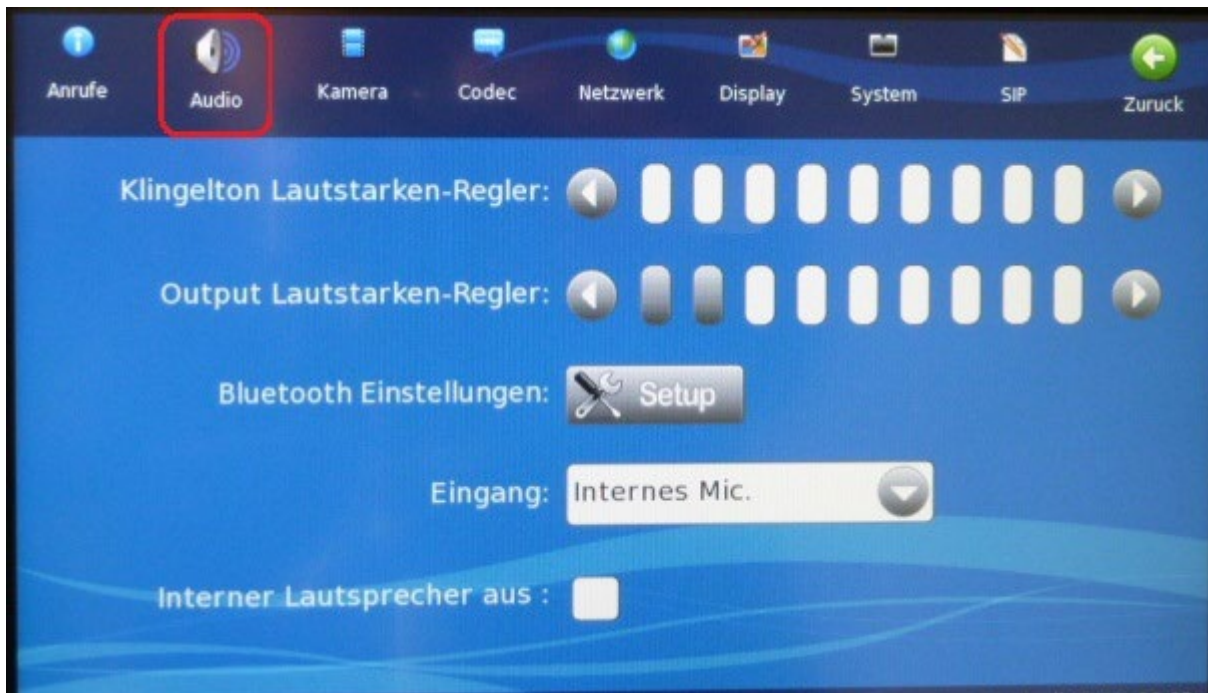 Anrufe
Audio
Kamera
Codec
Netzwerk
Display
System
SIP
Zuruck
Klingelton Lautstarken-Regler:
Output Lautstarken-Regler:
Bluetooth Einstellungen:
Setup
Eingang:
Internes Mic.
Interner Lautsprecher aus :